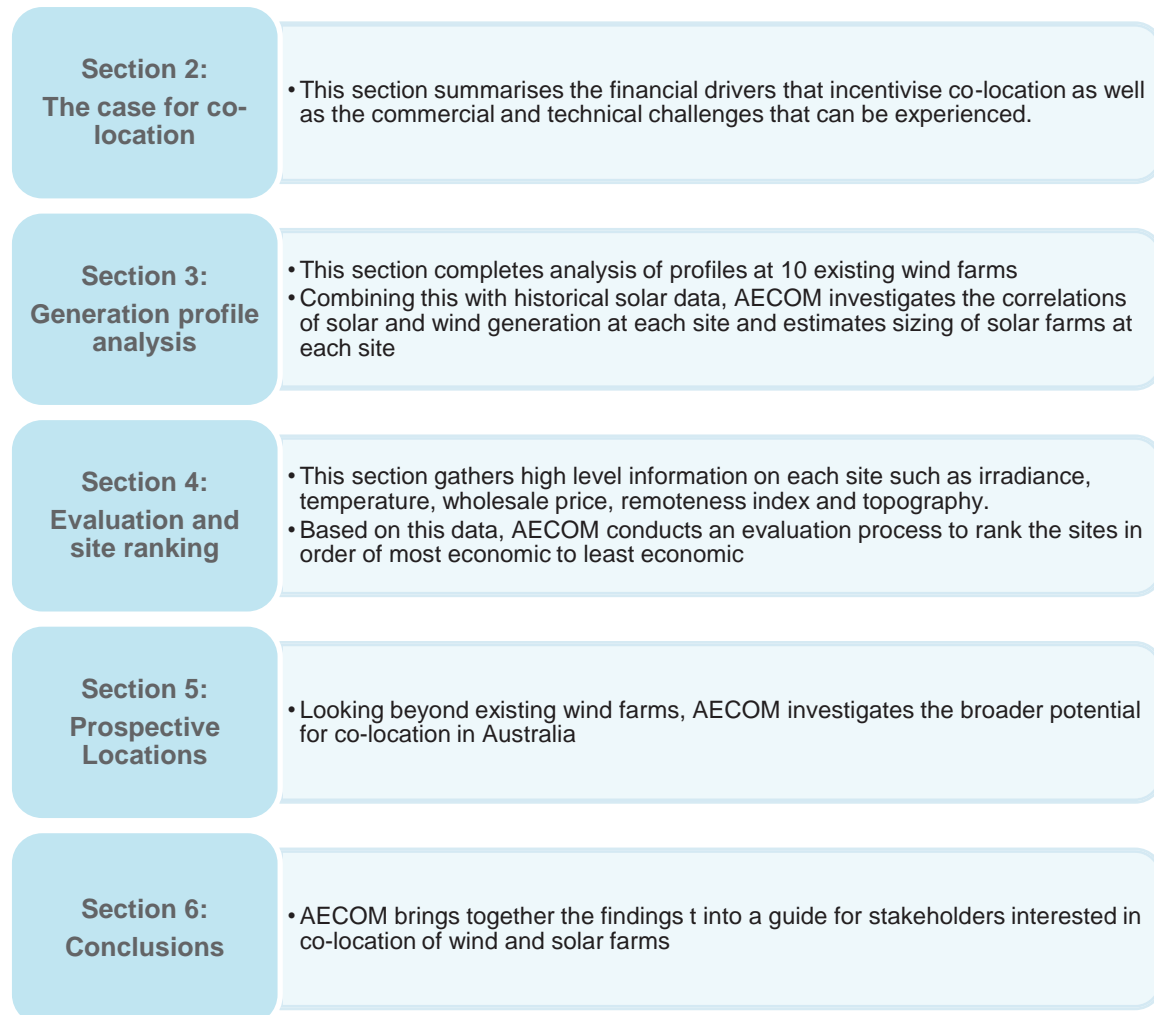 Section 2:
The case for co-
location
• This section summarises the financial drivers that incentivise co-location as well
as the commercial and technical challenges that can be experienced.
Section 3:
Generation profile
analysis
• This section completes analysis of profiles at 10 existing wind farms
• Combining this with historical solar data, AECOM investigates the correlations
of solar and wind generation at each site and estimates sizing of solar farms at
each site
Section 4:
Evaluation and
site ranking
• This section gathers high level information on each site such as irradiance,
temperature, wholesale price, remoteness index and topography.
• Based on this data, AECOM conducts an evaluation process to rank the sites in
order of most economic to least economic
Section 5:
Prospective
Locations
• Looking beyond existing wind farms, AECOM investigates the broader potential
for co-location in Australia
Section 6:
Conclusions
• AECOM brings together the findings t into a guide for stakeholders interested in
co-location of wind and solar farms